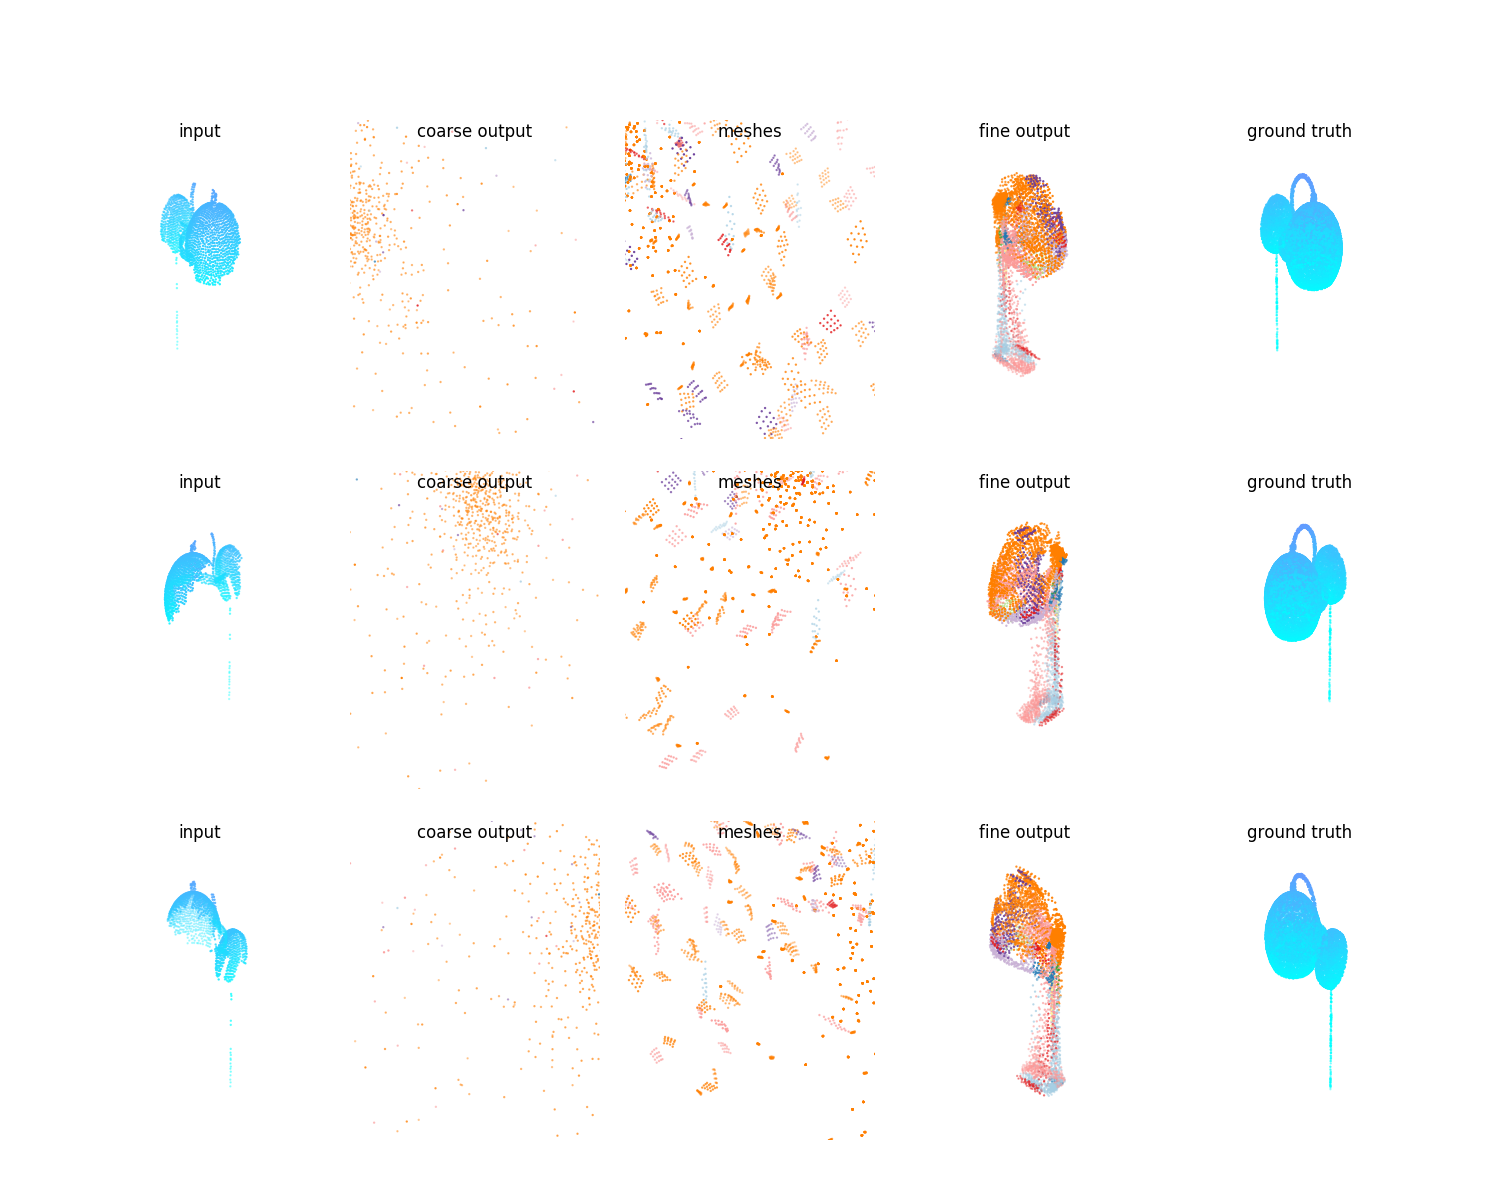 input
coarse output
meshes
fine output
ground truth
input
coarse output
meshes
fine output
ground truth
input
coarse output
meshes
fine output
ground truth